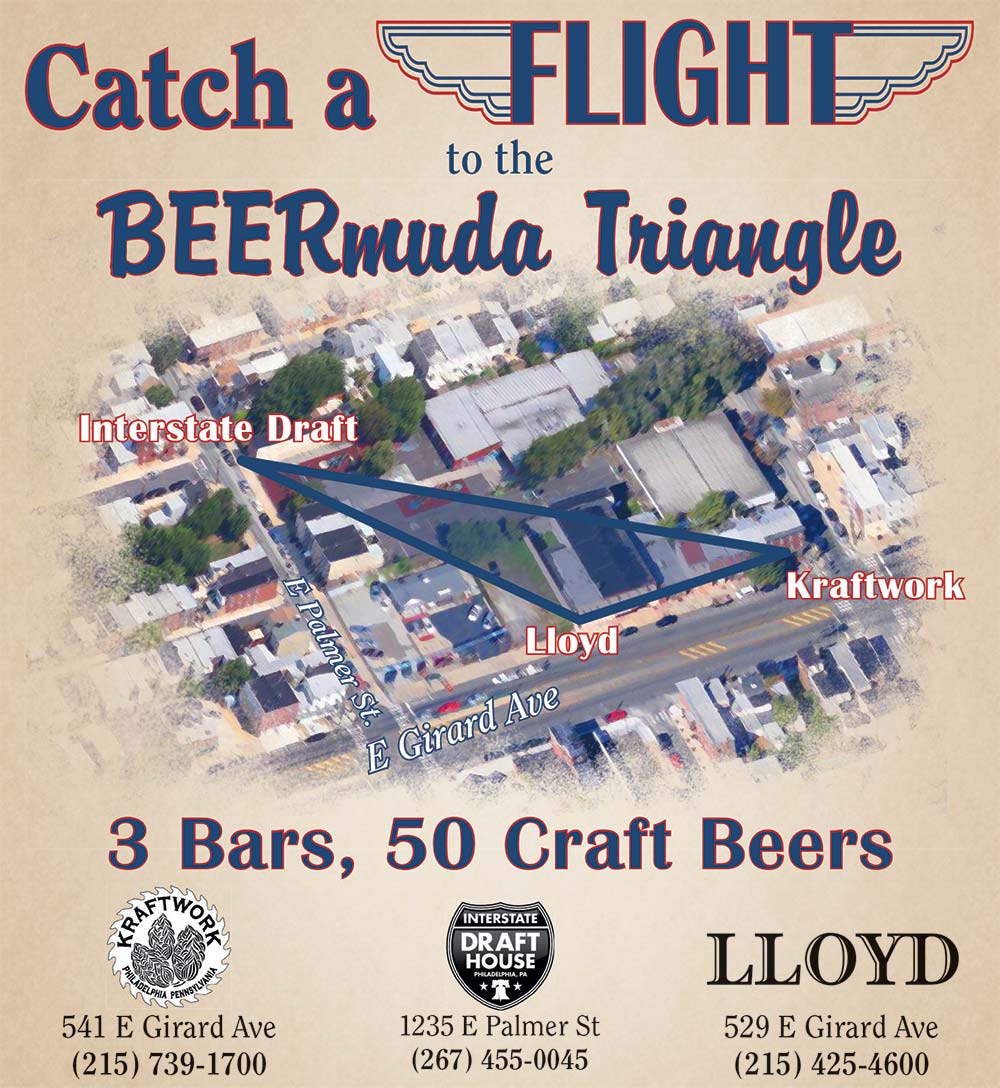 Catch a FLIGHT
to the
BEERmuda Triangle
Interstate Draft
Kraftwork
Lloyd
E Palmer St.
E Girard Ave
3 Bars, 50 Craft Beers
KRAFTWORK
PHILADELPHIA PENNSYLVANIA
541 E Girard Ave
(215) 739-1700
INTERSTATE
DRAFT
HOUSE
PHILADELPHIA, PA
1235 E Palmer St
(267) 455-0045
LLOYD
529 E Girard Ave
(215) 425-4600